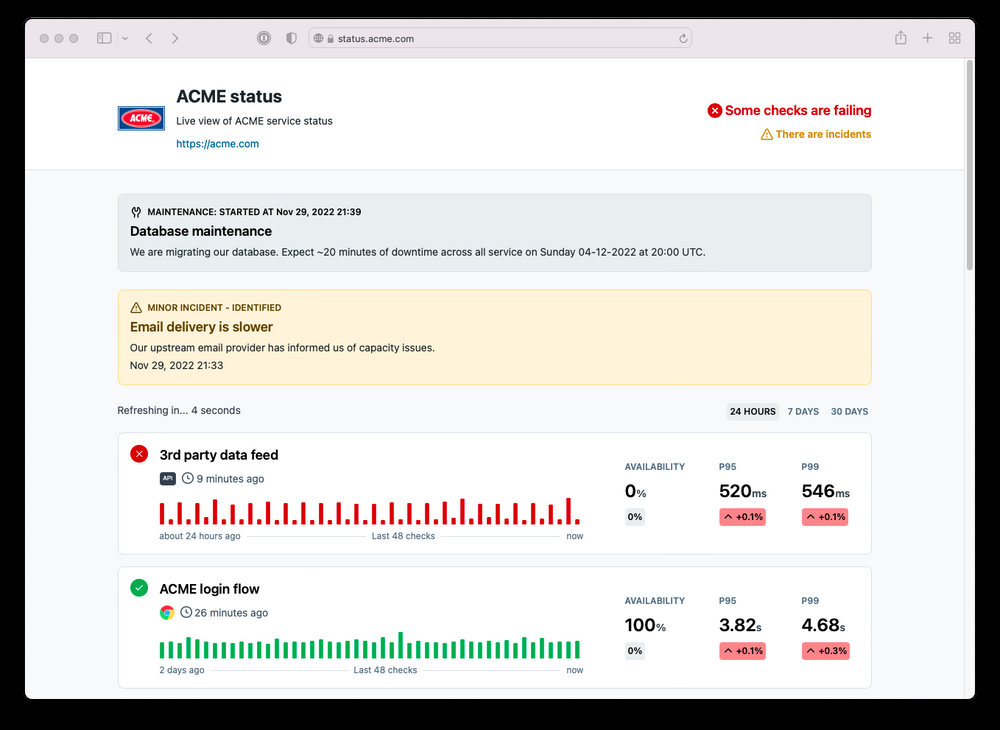 status.acme.com
ACME
ACME status
Live view of ACME service status
https://acme.com
Some checks are failing
There are incidents
MAINTENANCE: STARTED AT Nov 29, 2022 21:39
Database maintenance
We are migrating our database. Expect ~20 minutes of downtime across all service on Sunday 04-12-2022 at 20:00 UTC.
MINOR INCIDENT - IDENTIFIED
Email delivery is slower
Our upstream email provider has informed us of capacity issues.
Nov 29, 2022 21:33
Refreshing in... 4 seconds
24 HOURS 7 DAYS 30 DAYS
3rd party data feed
API 9 minutes ago
about 24 hours ago Last 48 checks now
AVAILABILITY P95 P99
0% 520ms 546ms
0% +0.1% +0.1%
ACME login flow
26 minutes ago
2 days ago Last 48 checks now
AVAILABILITY P95 P99
100% 3.82s 4.68s
0% +0.1% +0.3%